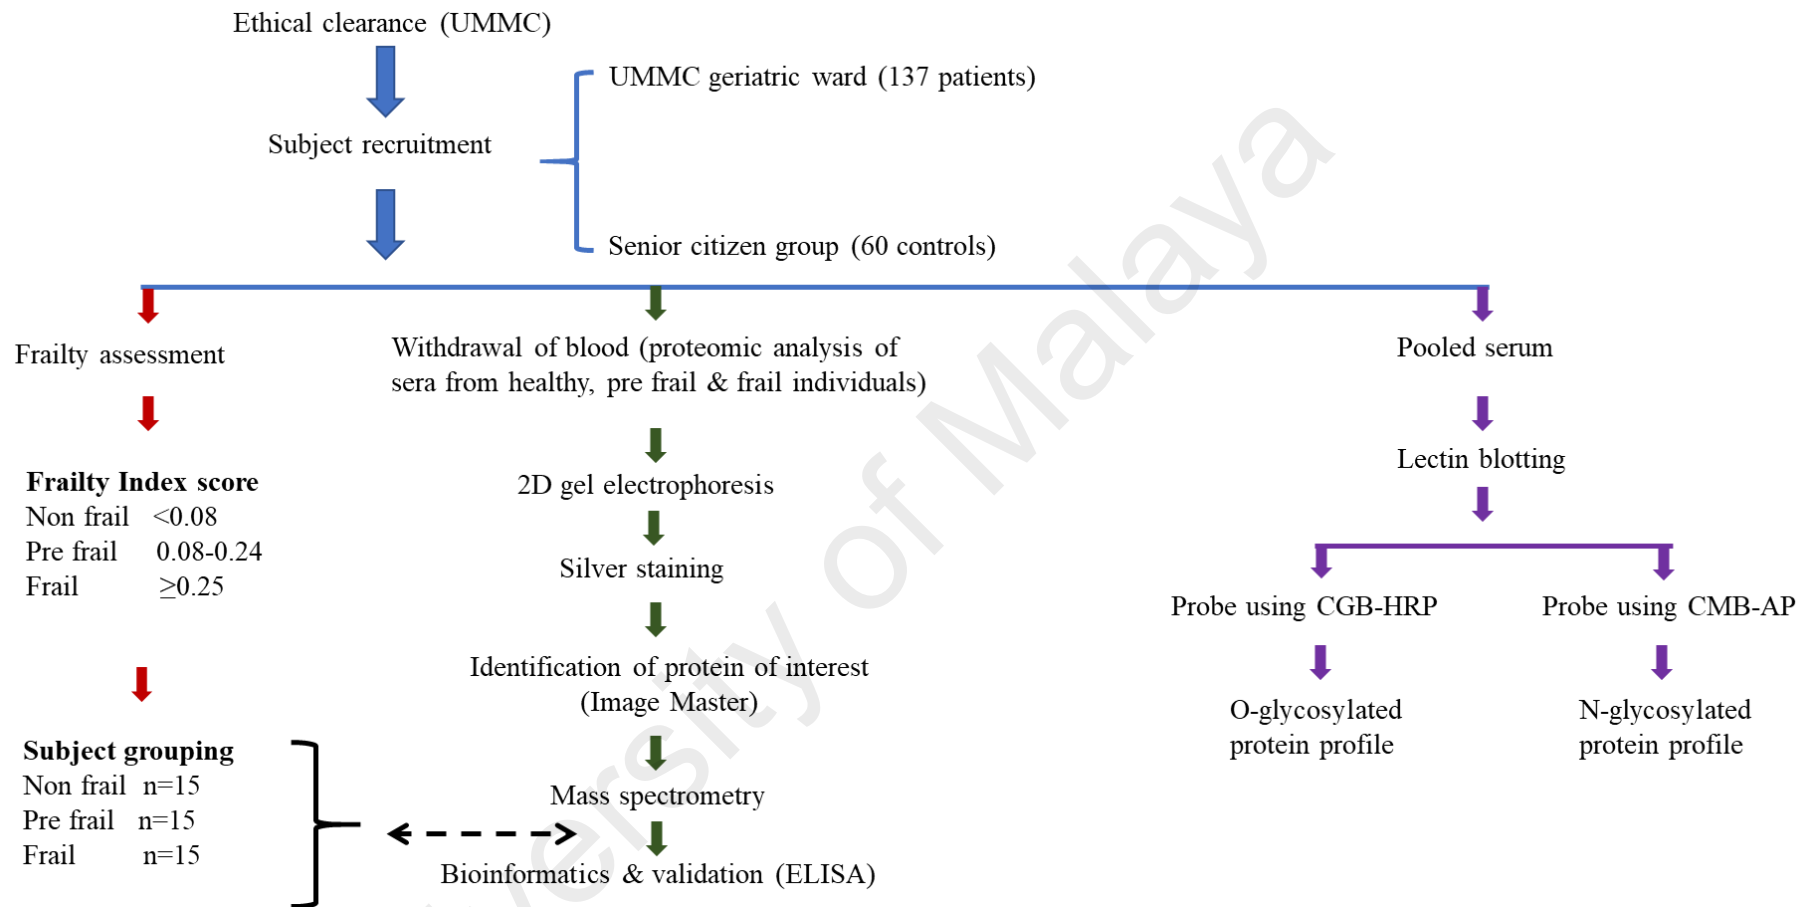 Ethical clearance (UMMC)
UMMC geriatric ward (137 patients)
Subject recruitment
Senior citizen group (60 controls)
Frailty assessment
Frailty Index score
Non frail <0.08
Pre frail 0.08-0.24
Frail ≥0.25
Subject grouping
Non frail n=15
Pre frail n=15
Frail n=15
Withdrawal of blood (proteomic analysis of
sera from healthy, pre frail & frail individuals)
2D gel electrophoresis
Silver staining
Identification of protein of interest
(Image Master)
Mass spectrometry
Bioinformatics & validation (ELISA)
Pooled serum
Lectin blotting
Probe using CGB-HRP
O-glycosylated
protein profile
Probe using CMB-AP
N-glycosylated
protein profile
versity of Malaya